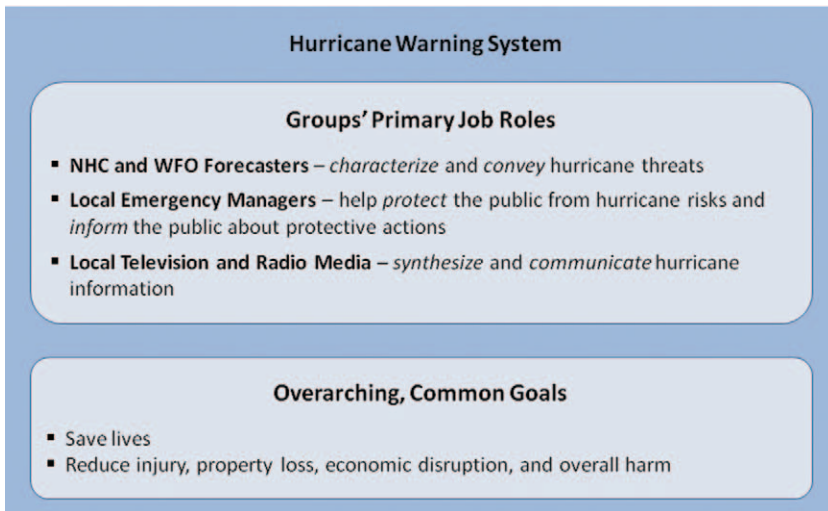 Hurricane Warning System
Groups' Primary Job Roles
▪ NHC and WFO Forecasters – characterize and convey hurricane threats
▪ Local Emergency Managers – help protect the public from hurricane risks and
inform the public about protective actions
▪ Local Television and Radio Media – synthesize and communicate hurricane
information
Overarching, Common Goals
▪ Save lives
▪ Reduce injury, property loss, economic disruption, and overall harm